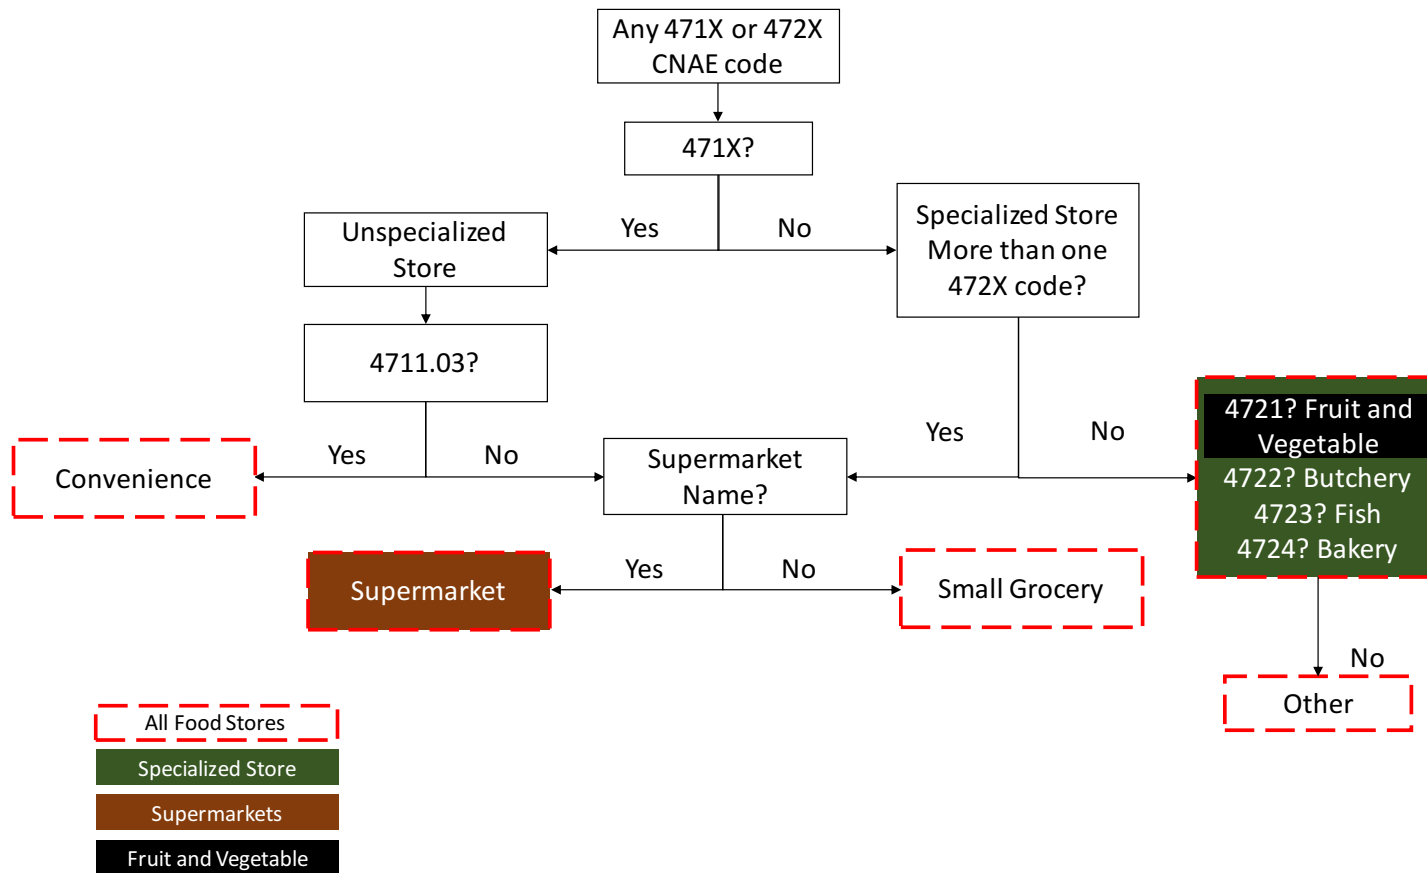 Any 471X or 472X
CNAE code
471X?
Yes
No
Unspecialized
Store
Specialized Store
More than one
472X code?
4711.03?
Yes
No
Convenience
Supermarket
Name?
Yes
No
4721? Fruit and
Vegetable
4722? Butchery
4723? Fish
4724? Bakery
Yes
No
Supermarket
Small Grocery
No
Other
All Food Stores
Specialized Store
Supermarkets
Fruit and Vegetable